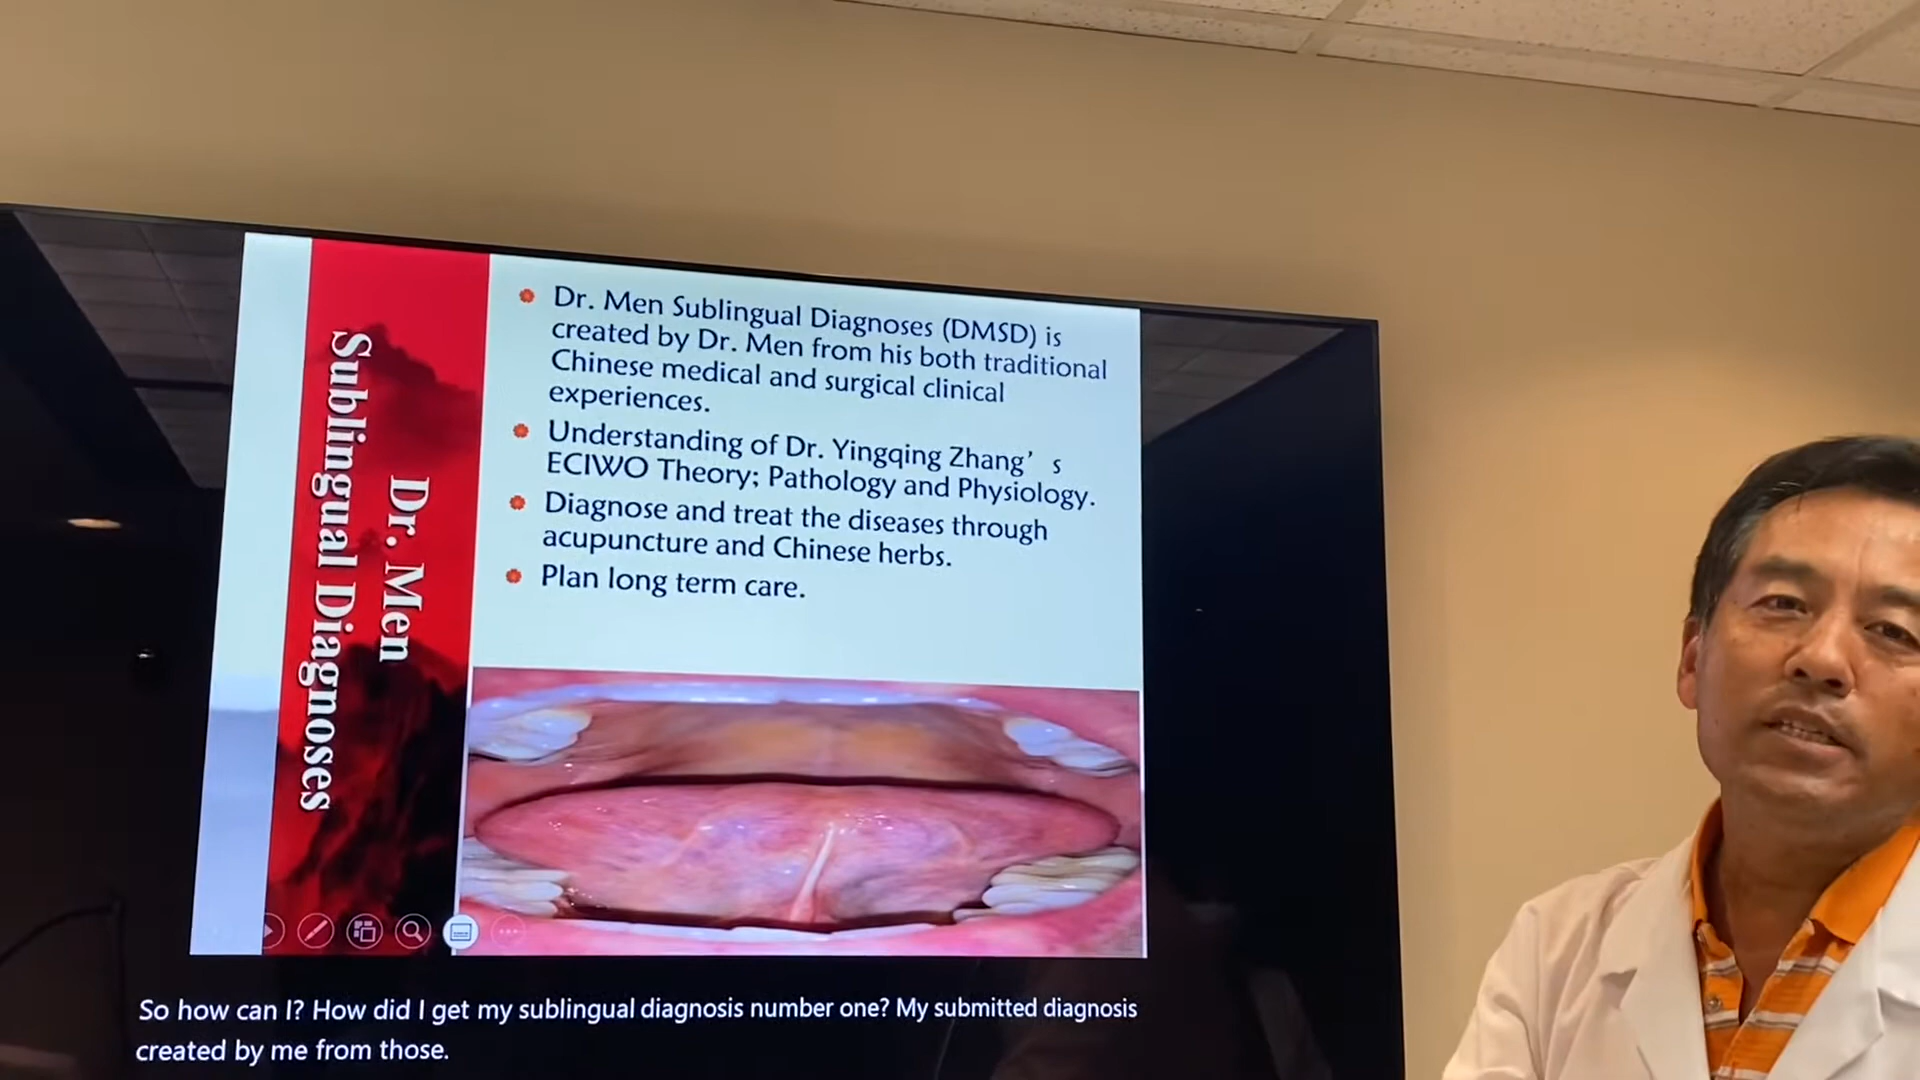 Dr. Men
Sublingual Diagnoses
Dr. Men Sublingual Diagnoses (DMSD) is
created by Dr. Men from his both traditional
Chinese medical and surgical clinical
experiences.
Understanding of Dr. Yingqing Zhang’ s
ECIWO Theory; Pathology and Physiology.
Diagnose and treat the diseases through
acupuncture and Chinese herbs.
Plan long term care.
So how can I? How did I get my sublingual diagnosis number one? My submitted diagnosis
created by me from those.